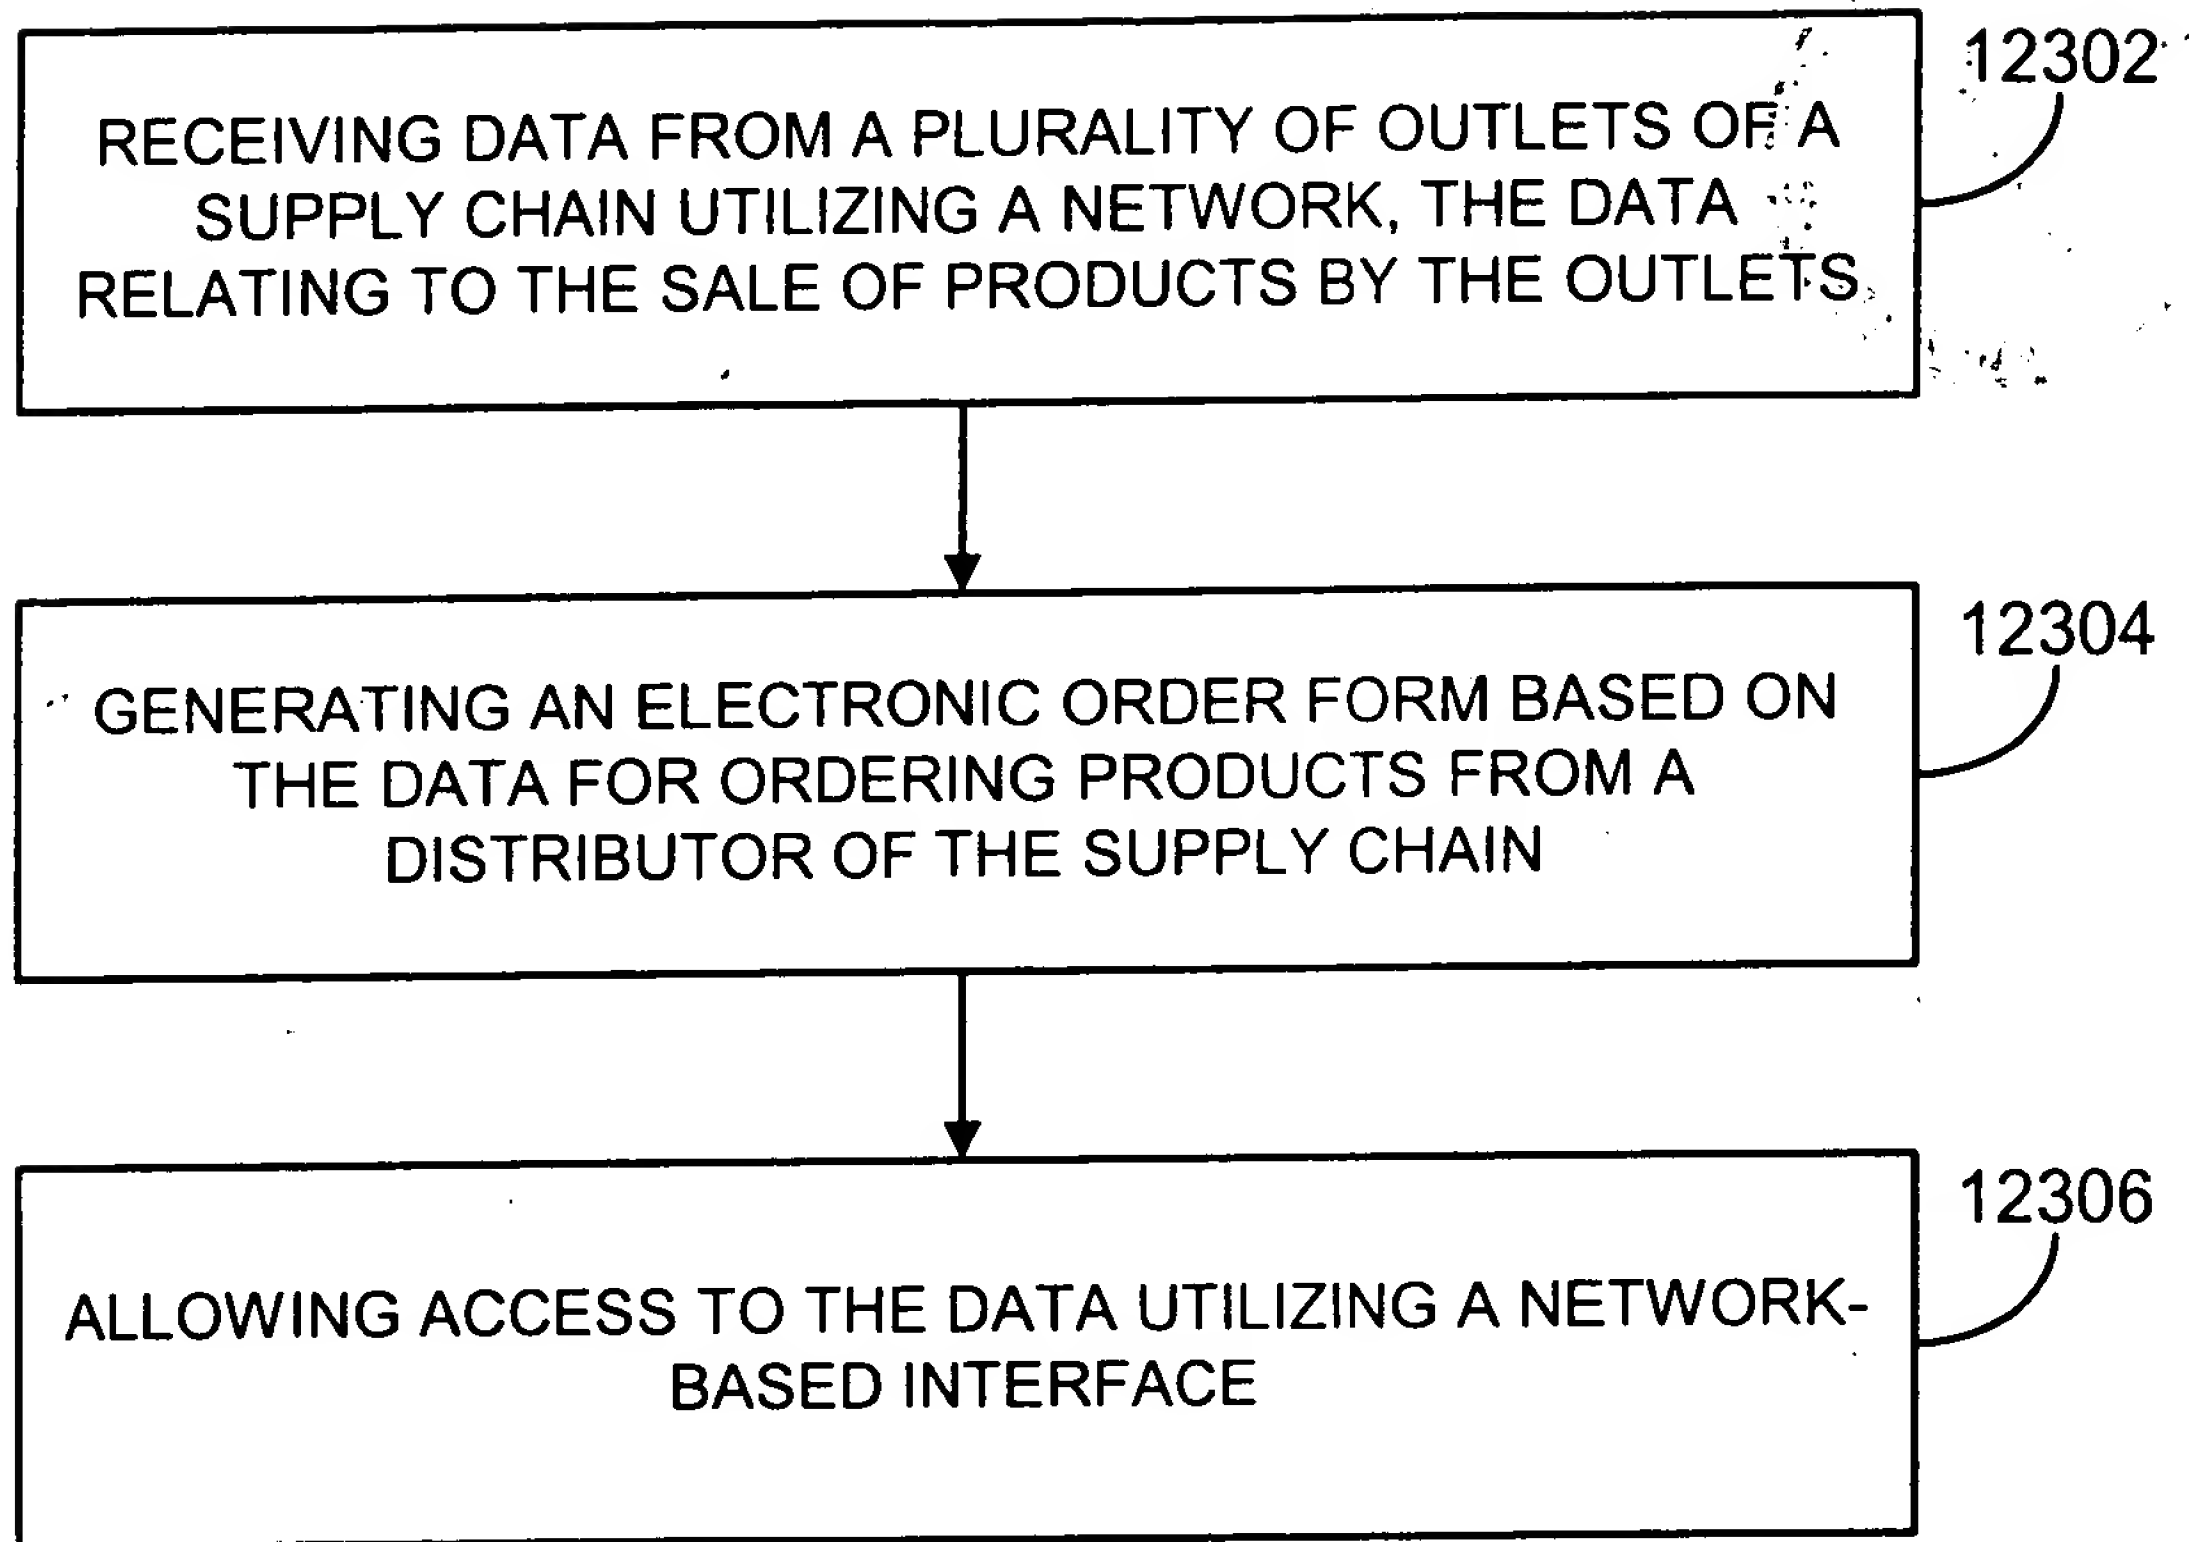 12302
RECEIVING DATA FROM A PLURALITY OF OUTLETS OF A
SUPPLY CHAIN UTILIZING A NETWORK, THE DATA
RELATING TO THE SALE OF PRODUCTS BY THE OUTLETS
12304
GENERATING AN ELECTRONIC ORDER FORM BASED ON
THE DATA FOR ORDERING PRODUCTS FROM A
DISTRIBUTOR OF THE SUPPLY CHAIN
12306
ALLOWING ACCESS TO THE DATA UTILIZING A NETWORK-
BASED INTERFACE